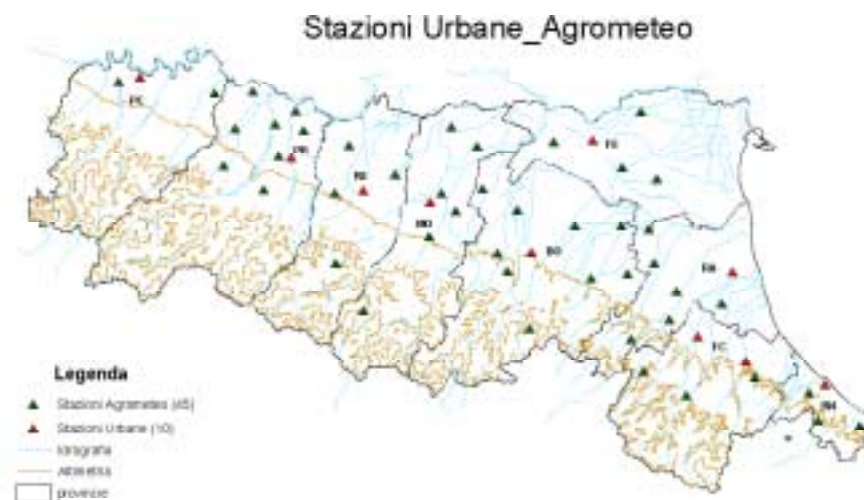 Stazioni Urbane_Agrometeo
PC
PR
RE
MO
BO
FE
RA
FC
RN
Legenda
Stazioni Agrometeo (45)
Stazioni Urbane (10)
Idrografia
Altimetria
province